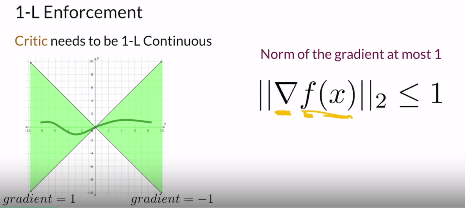 1-L Enforcement
Critic needs to be 1-L Continuous
Norm of the gradient at most 1
||∇f(x)||₂ ≤ 1
gradient = 1
gradient = −1